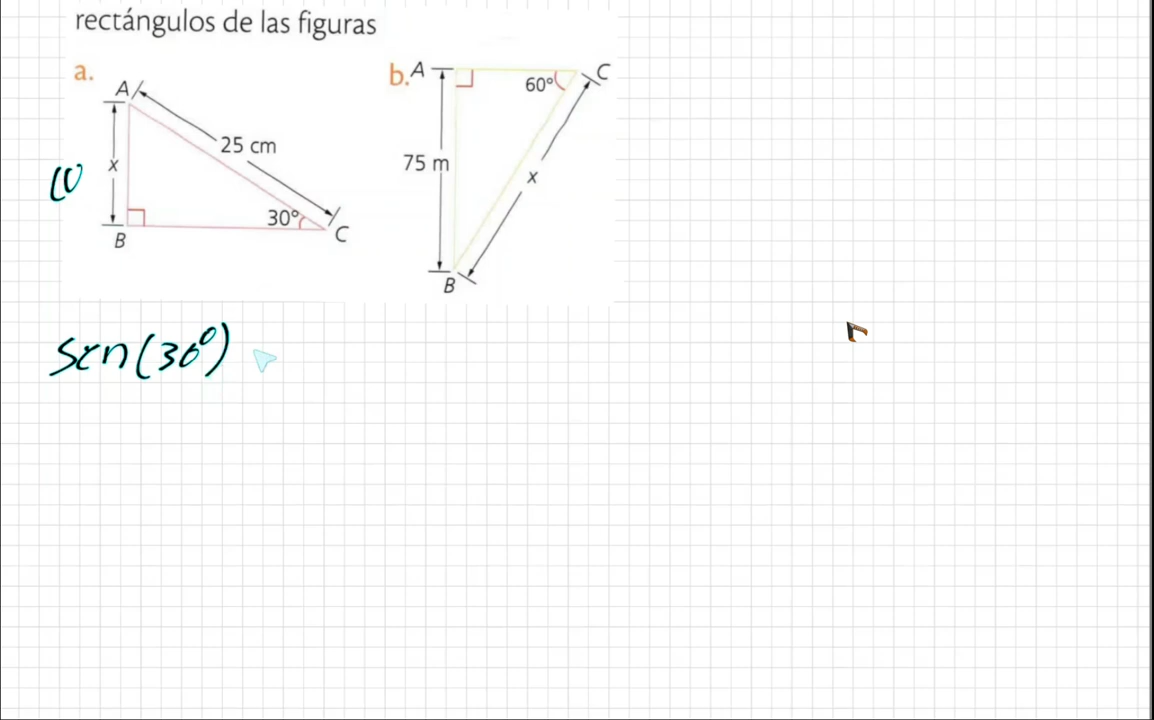 rectángulos de las figuras
a.
A
25 cm
x
30°
B
C
b.
A
C
60°
75 m
x
B
sen(30°)